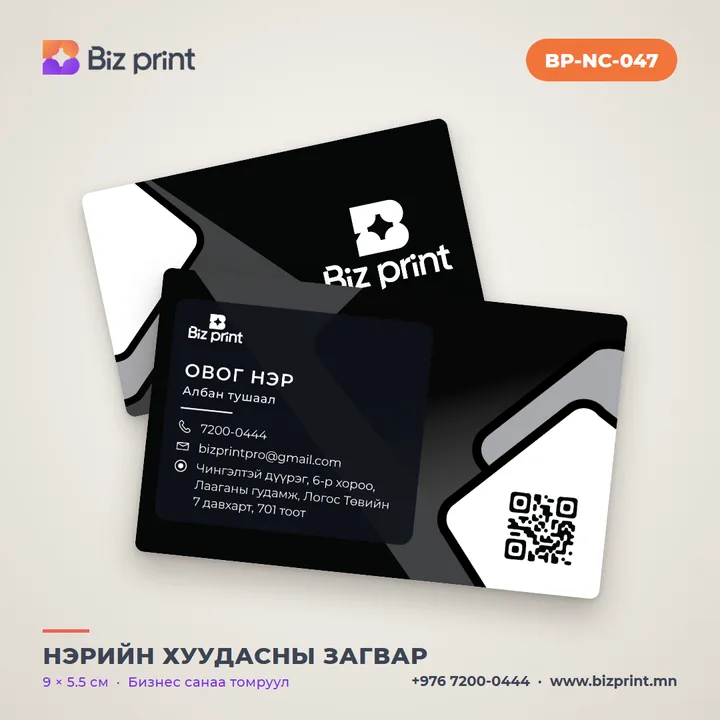 Biz print
BP-NC-047
Biz print
Biz print
ОВОГ НЭР
Албан тушаал
7200-0444
bizprintpro@gmail.com
Чингэлтэй дүүрэг, 6-р хороо,
Лааганы гудамж, Логос Төвийн
7 давхарт, 701 тоот
НЭРИЙН ХУУДАСНЫ ЗАГВАР
9 × 5.5 см · Бизнес санаа томруул
+976 7200-0444 · www.bizprint.mn